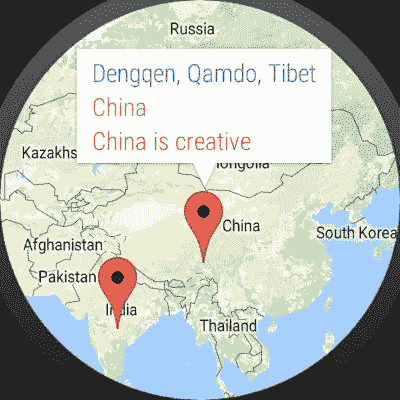 Russia
Dengqen, Qamdo, Tibet
China
China is creative
Kazakhs
Mongolia
China
South Korea
Afghanistan
Pakistan
India
Thailand